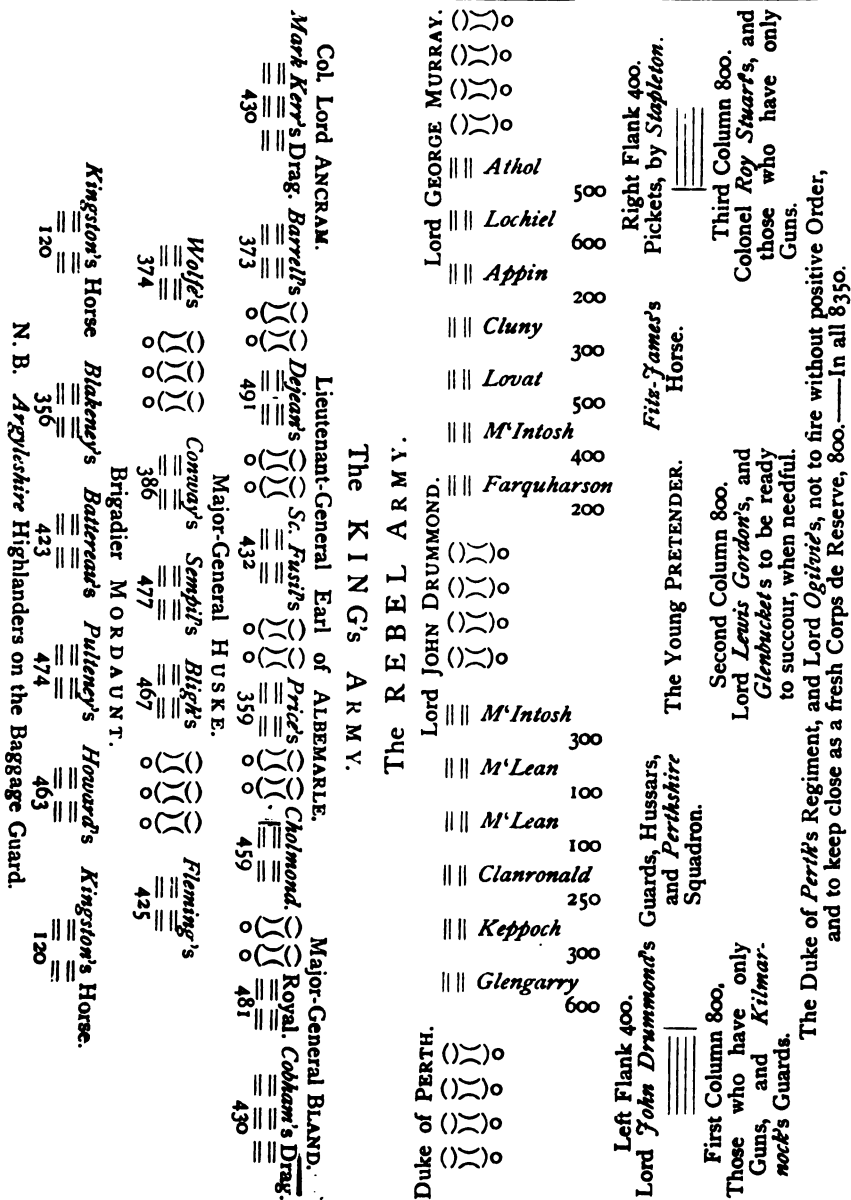 The Duke of Perth's Regiment, and Lord Ogilvie's, not to fire without positive Order,
and to keep close as a fresh Corps de Reserve, 800.——In all 8350.
First Column 800,
Those who have only
Guns, and Kilmar-
nock's Guards.
Second Column 800.
Lord Lewis Gordon's, and
Glenbuckets to be ready
to succour, when needful.
Third Column 800.
Colonel Roy Stuart's, and
those who have only
Guns.
Left Flank 400.
Lord John Drummond's
Guards, Hussars,
and Perthshire
Squadron.
The Young PRETENDER.
Fitz-James's
Horse.
Right Flank 400.
Pickets, by Stapleton.
Glengarry
600
Keppoch
300
Clanronald
250
M'Lean
100
M'Lean
100
M'Intosh
300
Farquharson
200
M'Intosh
400
Lovat
500
Cluny
300
Appin
200
Lochiel
600
Athol
500
Duke of PERTH.
Lord JOHN DRUMMOND.
Lord GEORGE MURRAY.
The REBEL ARMY.
The KING's ARMY.
Col. Lord ANCRAM.
Lieutenant-General Earl of ALBEMARLE.
Major-General BLAND.
Mark Kerr's Drag. Barrell's Dejean's Sc. Fusil's Price's Cholmond. Royal. Cobham's Drag.
430 373 491 432 359 459 481 430
Major-General HUSKE.
Wolfe's Conway's Sempil's Bligh's Fleming's
374 386 477 467 425
Brigadier MORDAUNT.
Kingston's Horse Blakeney's Battereau's Pulteney's Howard's Kingston's Horse.
120 356 423 474 463 120
N. B. Argyleshire Highlanders on the Baggage Guard.